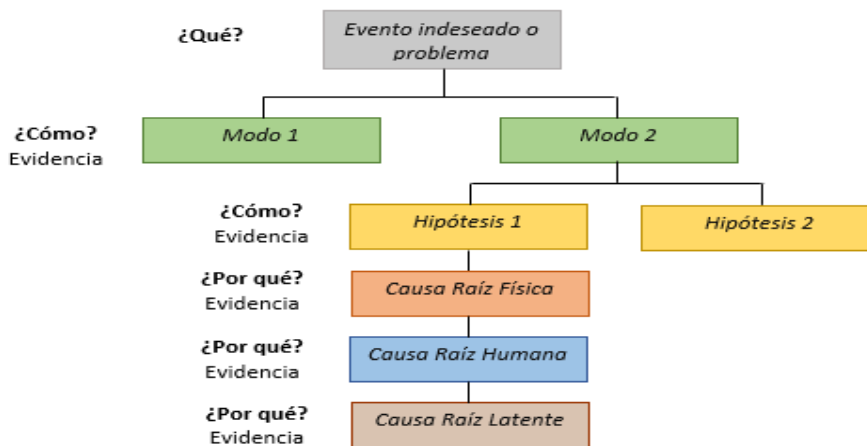 ¿Qué?
Evento indeseado o
problema
¿Cómo?
Evidencia
Modo 1
Modo 2
¿Cómo?
Evidencia
Hipótesis 1
Hipótesis 2
¿Por qué?
Evidencia
Causa Raíz Física
¿Por qué?
Evidencia
Causa Raíz Humana
¿Por qué?
Evidencia
Causa Raíz Latente